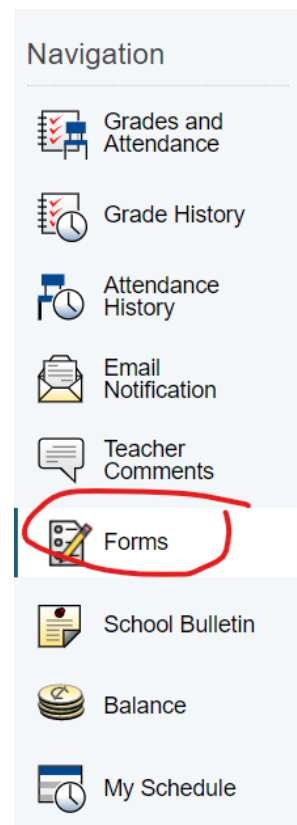 Navigation
Grades and
Attendance
Grade History
Attendance
History
Email
Notification
Teacher
Comments
Forms
School Bulletin
Balance
My Schedule